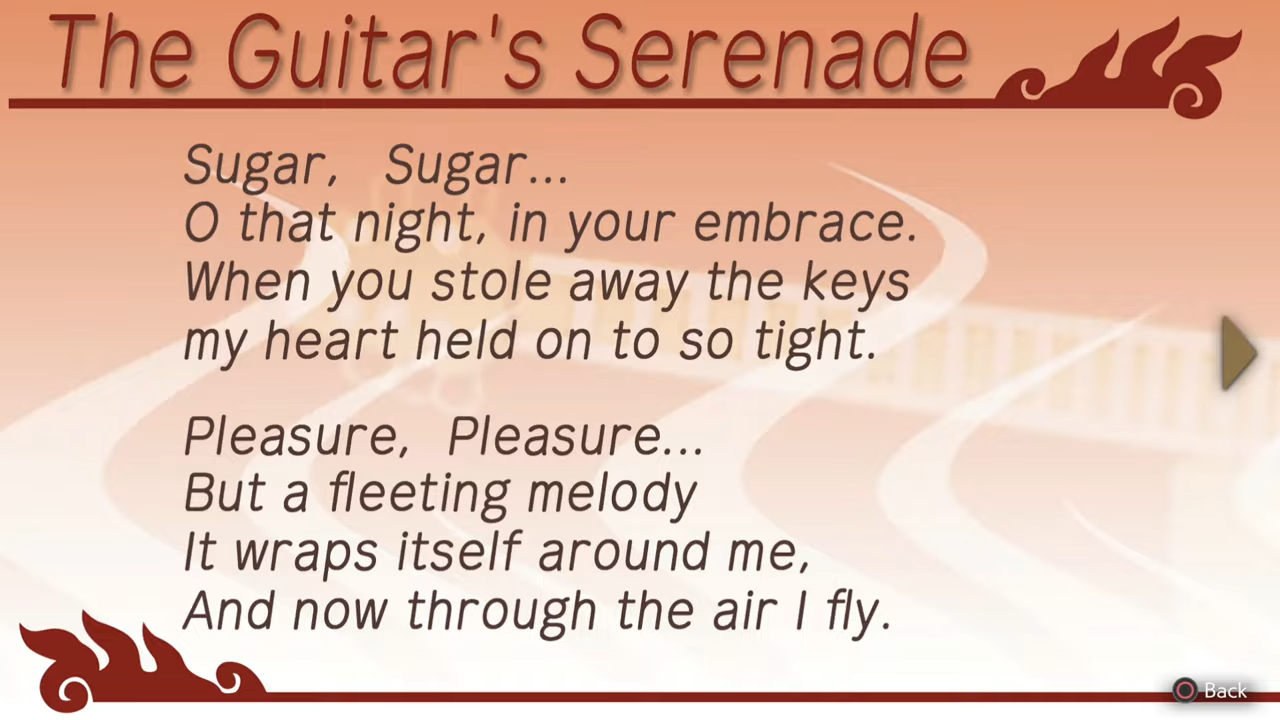 The Guitar's Serenade
Sugar, Sugar...
O that night, in your embrace.
When you stole away the keys
my heart held on to so tight.
Pleasure, Pleasure...
But a fleeting melody
It wraps itself around me,
And now through the air I fly.
Back